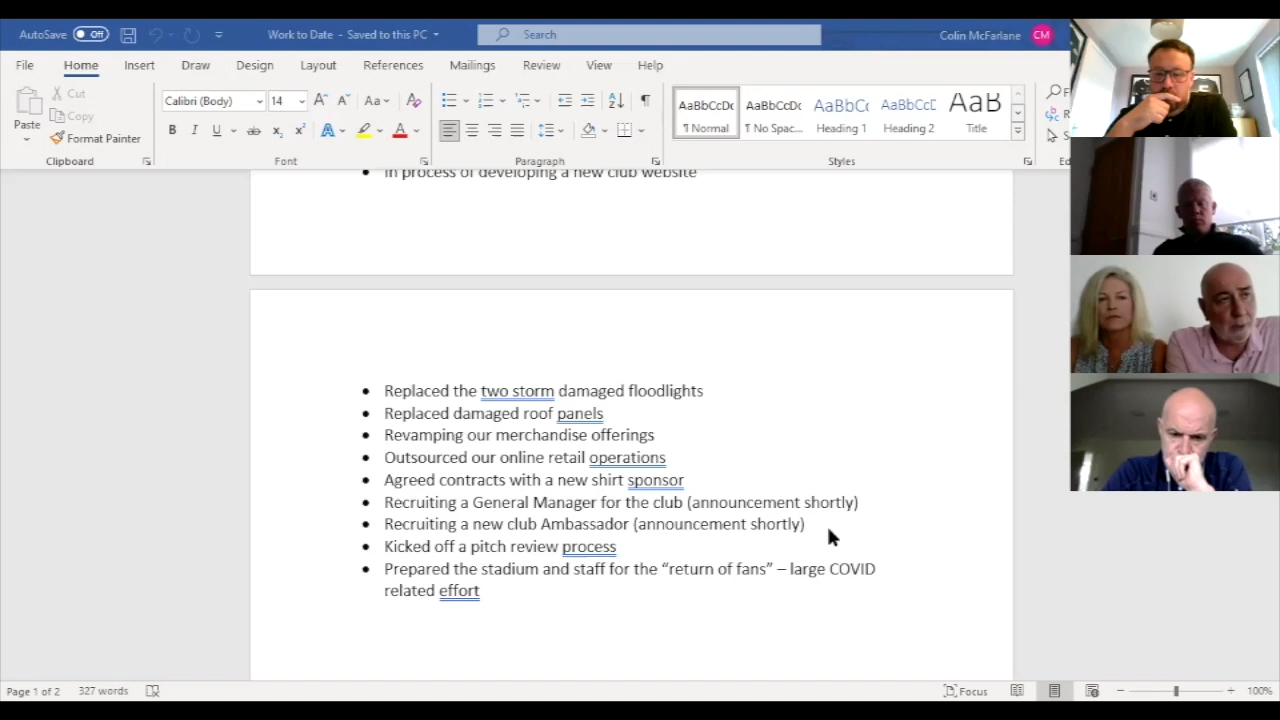 AutoSave Off Work to Date - Saved to this PC Search Colin McFarlane CM
File Home Insert Draw Design Layout References Mailings Review View Help
Paste Cut Copy Format Painter
Calibri (Body) 14
AaBbCcDc AaBbCcDc AaBbCc AaBbCcD AaB
¶ Normal ¶ No Spac... Heading 1 Heading 2 Title
Clipboard Font Paragraph Styles
• In process of developing a new club website
• Replaced the two storm damaged floodlights
• Replaced damaged roof panels
• Revamping our merchandise offerings
• Outsourced our online retail operations
• Agreed contracts with a new shirt sponsor
• Recruiting a General Manager for the club (announcement shortly)
• Recruiting a new club Ambassador (announcement shortly)
• Kicked off a pitch review process
• Prepared the stadium and staff for the “return of fans” – large COVID
related effort
Page 1 of 2 327 words Focus 100%